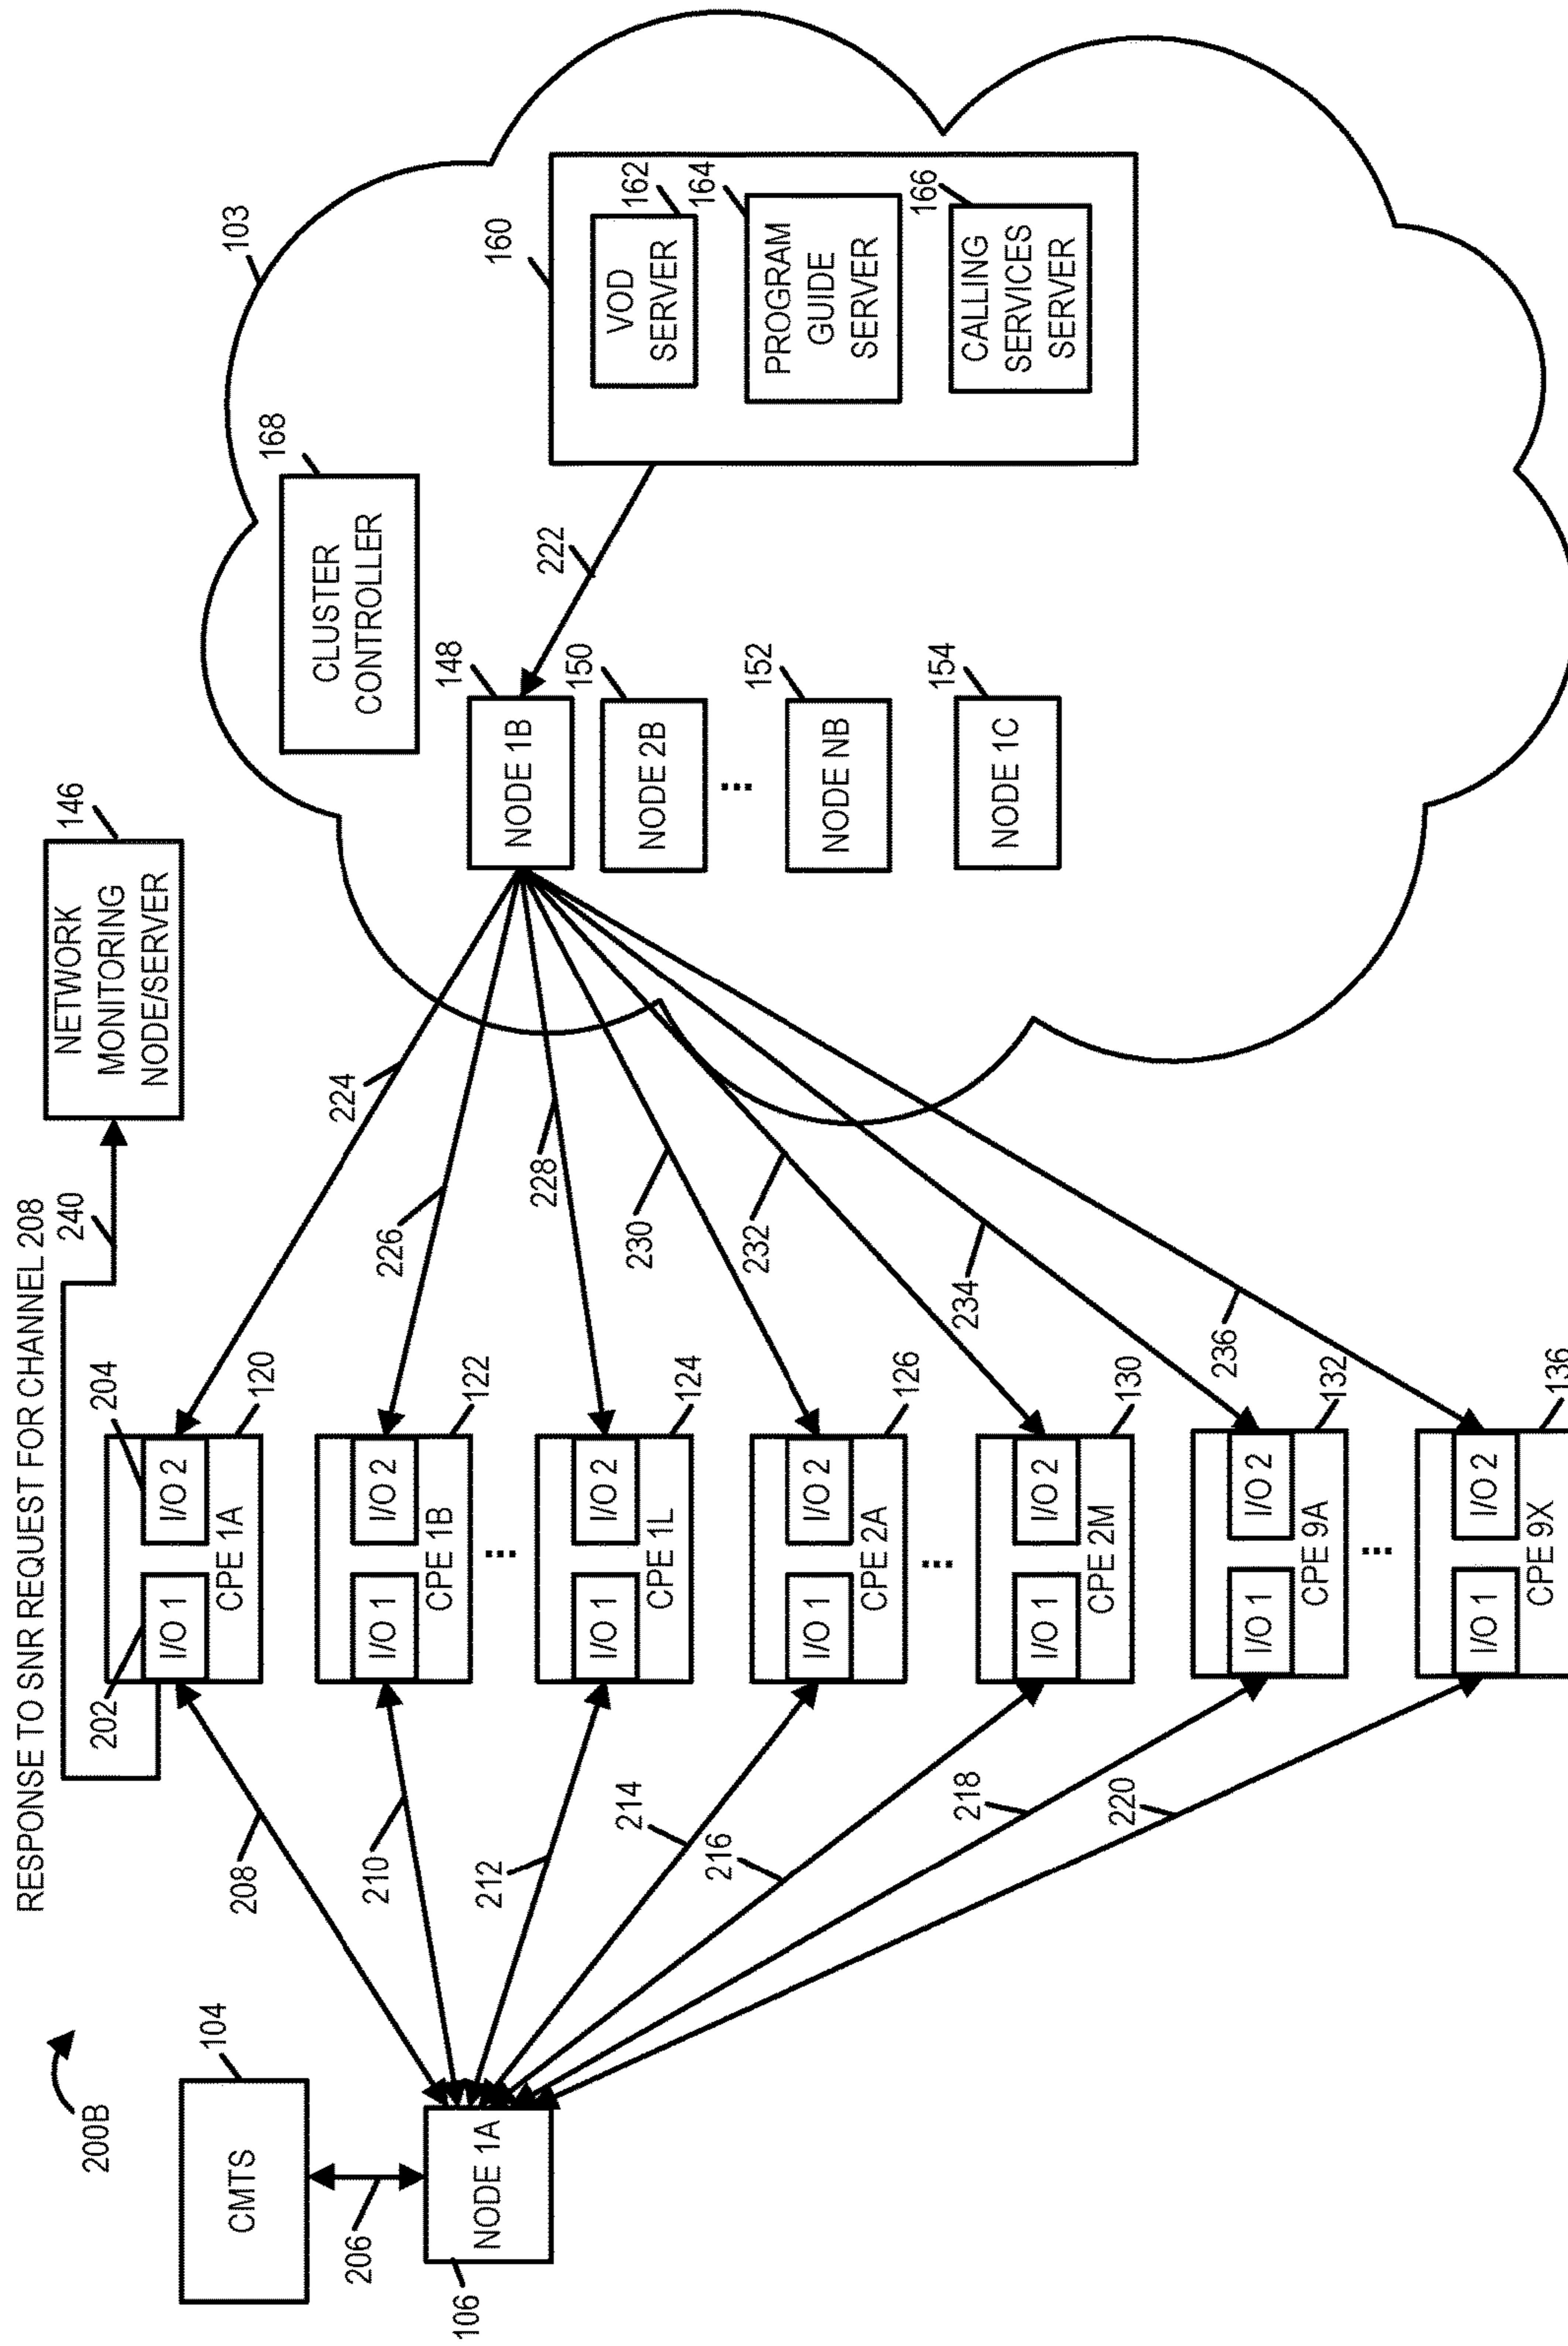 RESPONSE TO SNR REQUEST FOR CHANNEL 208
200B
CMTS
104
206
NODE 1A
106
208
210
212
214
216
218
220
202
204
I/O 1
I/O 2
CPE 1A
120
I/O 1
I/O 2
CPE 1B
122
...
I/O 1
I/O 2
CPE 1L
124
I/O 1
I/O 2
CPE 2A
126
...
I/O 1
I/O 2
CPE 2M
130
I/O 1
I/O 2
CPE 9A
132
...
I/O 1
I/O 2
CPE 9X
136
240
NETWORK
MONITORING
NODE/SERVER
146
224
226
228
230
232
234
236
103
CLUSTER
CONTROLLER
168
NODE 1B
148
NODE 2B
150
...
NODE NB
152
NODE 1C
154
222
160
VOD
SERVER
162
PROGRAM
GUIDE
SERVER
164
CALLING
SERVICES
SERVER
166